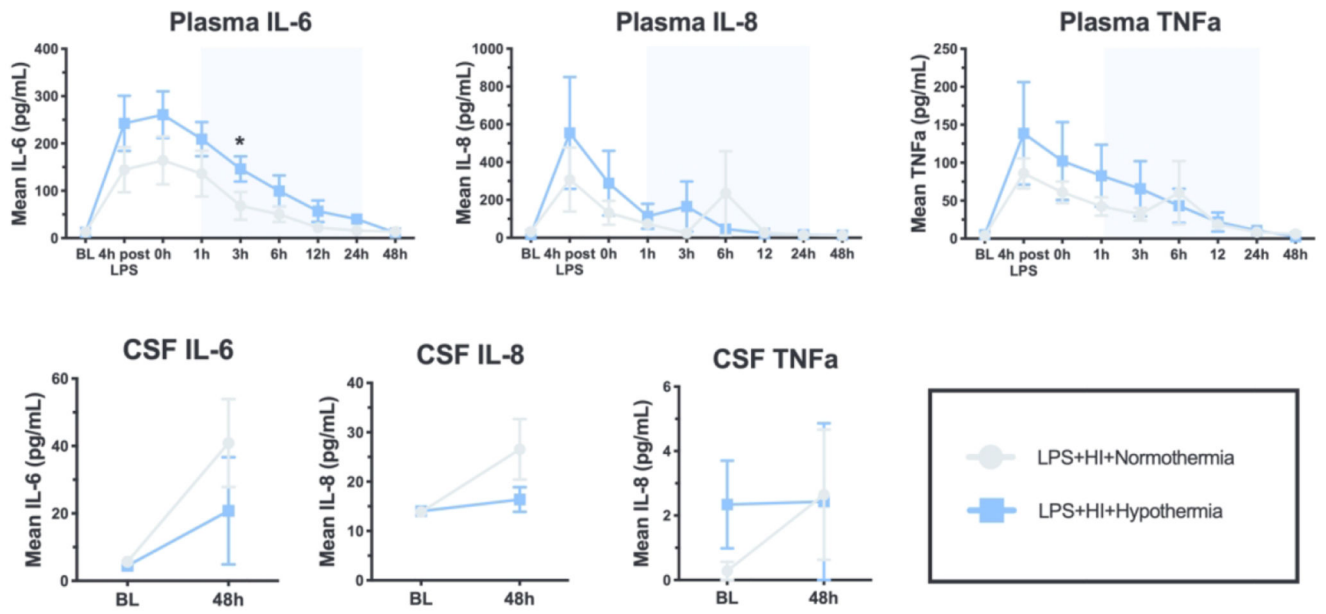 Plasma IL-6
Mean IL-6 (pg/mL)
400
300
200
100
0
*
BL 4h post 0h 1h 3h 6h 12h 24h 48h
LPS
Plasma IL-8
Mean IL-8 (pg/mL)
1000
800
600
400
200
0
BL 4h post 0h 1h 3h 6h 12 24h 48h
LPS
Plasma TNFa
Mean TNFa (pg/mL)
250
200
150
100
50
0
BL 4h post 0h 1h 3h 6h 12 24h 48h
LPS
CSF IL-6
Mean IL-6 (pg/mL)
60
40
20
0
BL 48h
CSF IL-8
Mean IL-8 (pg/mL)
40
30
20
10
0
BL 48h
CSF TNFa
Mean IL-8 (pg/mL)
6
4
2
0
BL 48h
LPS+HI+Normothermia
LPS+HI+Hypothermia